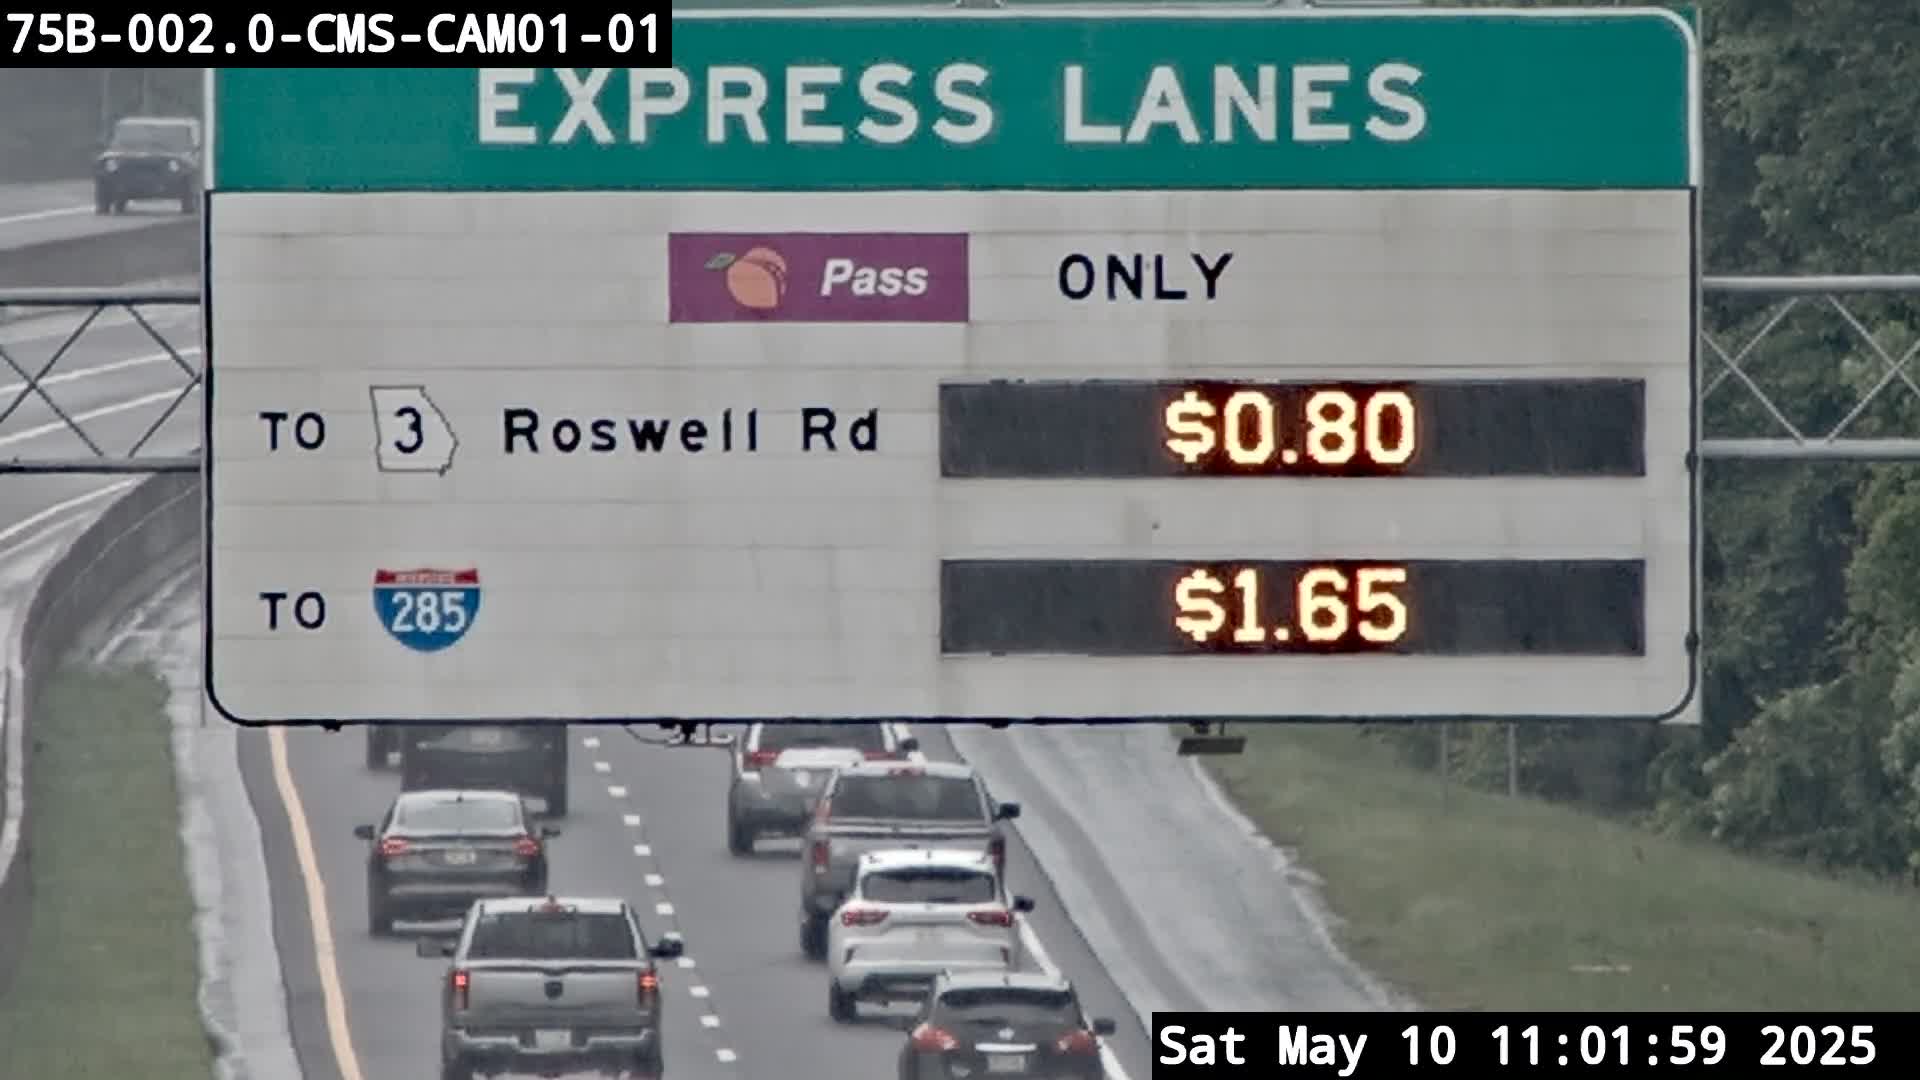 75B-002.0-CMS-CAM01-01
EXPRESS LANES
Pass ONLY
TO 3 Roswell Rd $0.80
TO 285 $1.65
Sat May 10 11:01:59 2025